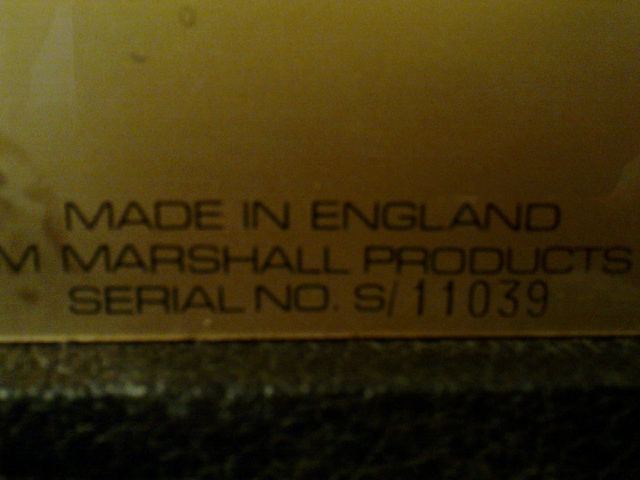 MADE IN ENGLAND
M MARSHALL PRODUCTS
SERIAL NO. S/11039